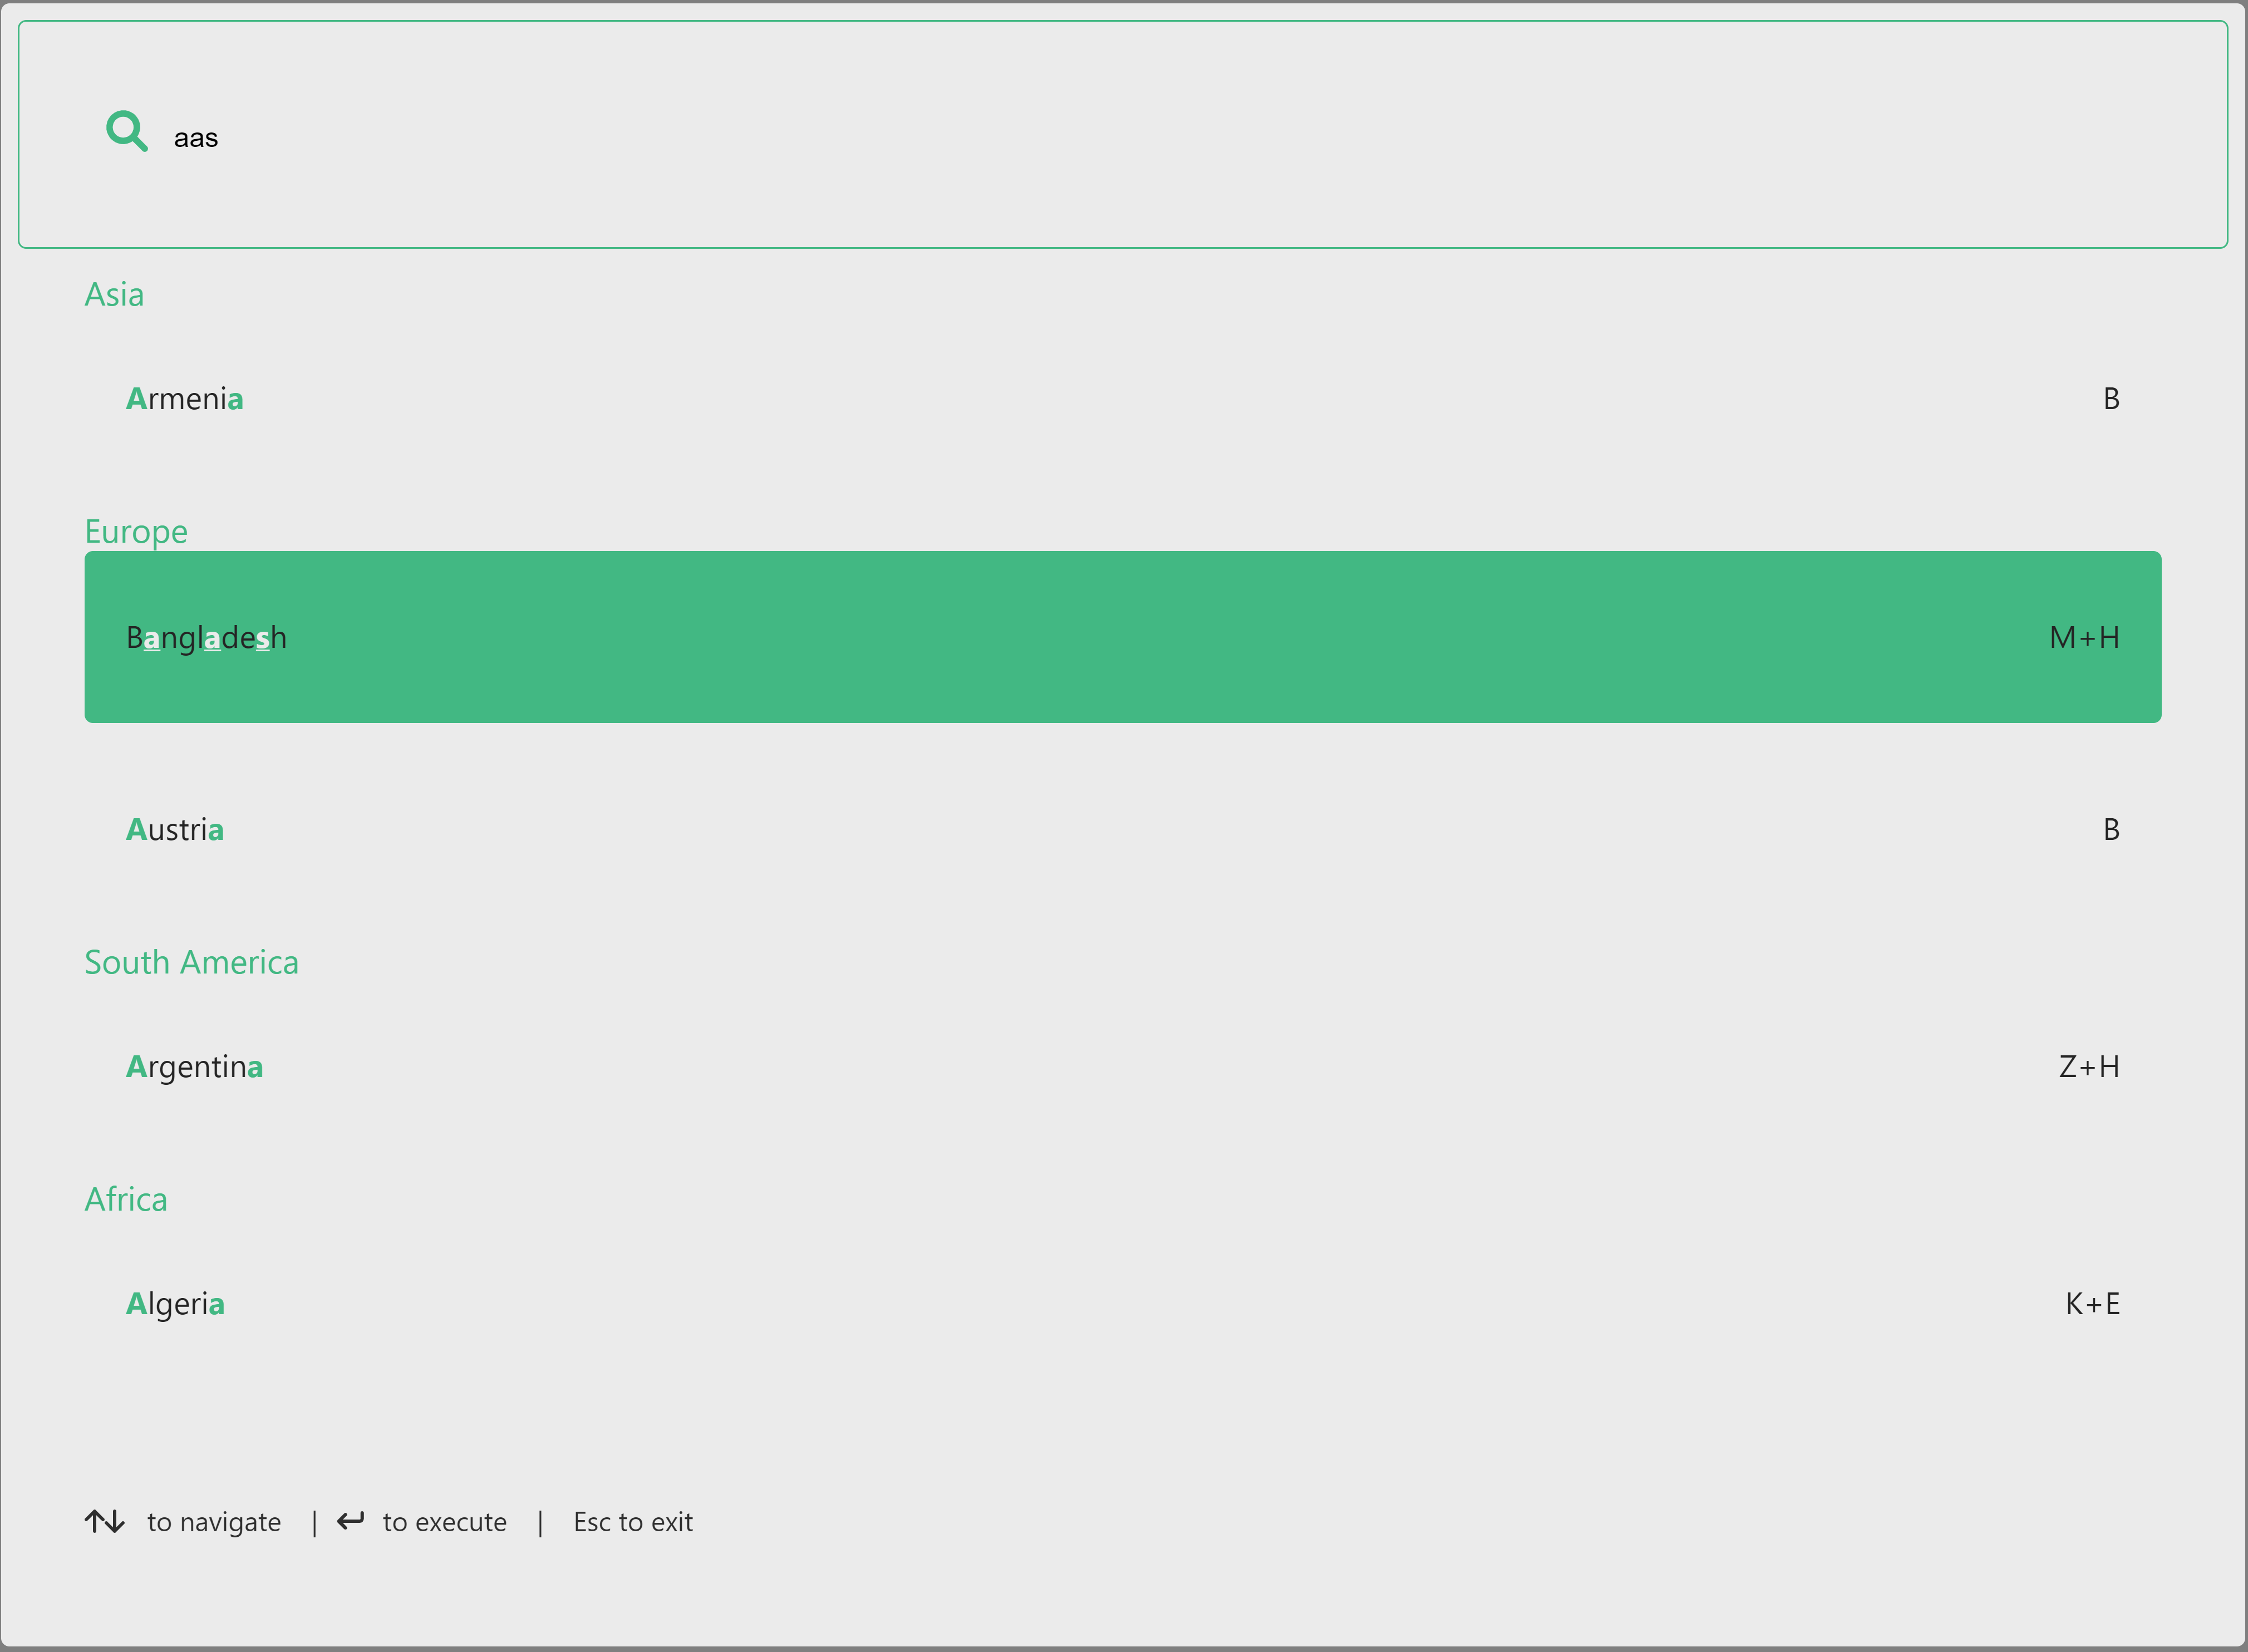 aas
Asia
Armenia B
Europe
Bangladesh M+H
Austria B
South America
Argentina Z+H
Africa
Algeria K+E
to navigate | to execute | Esc to exit